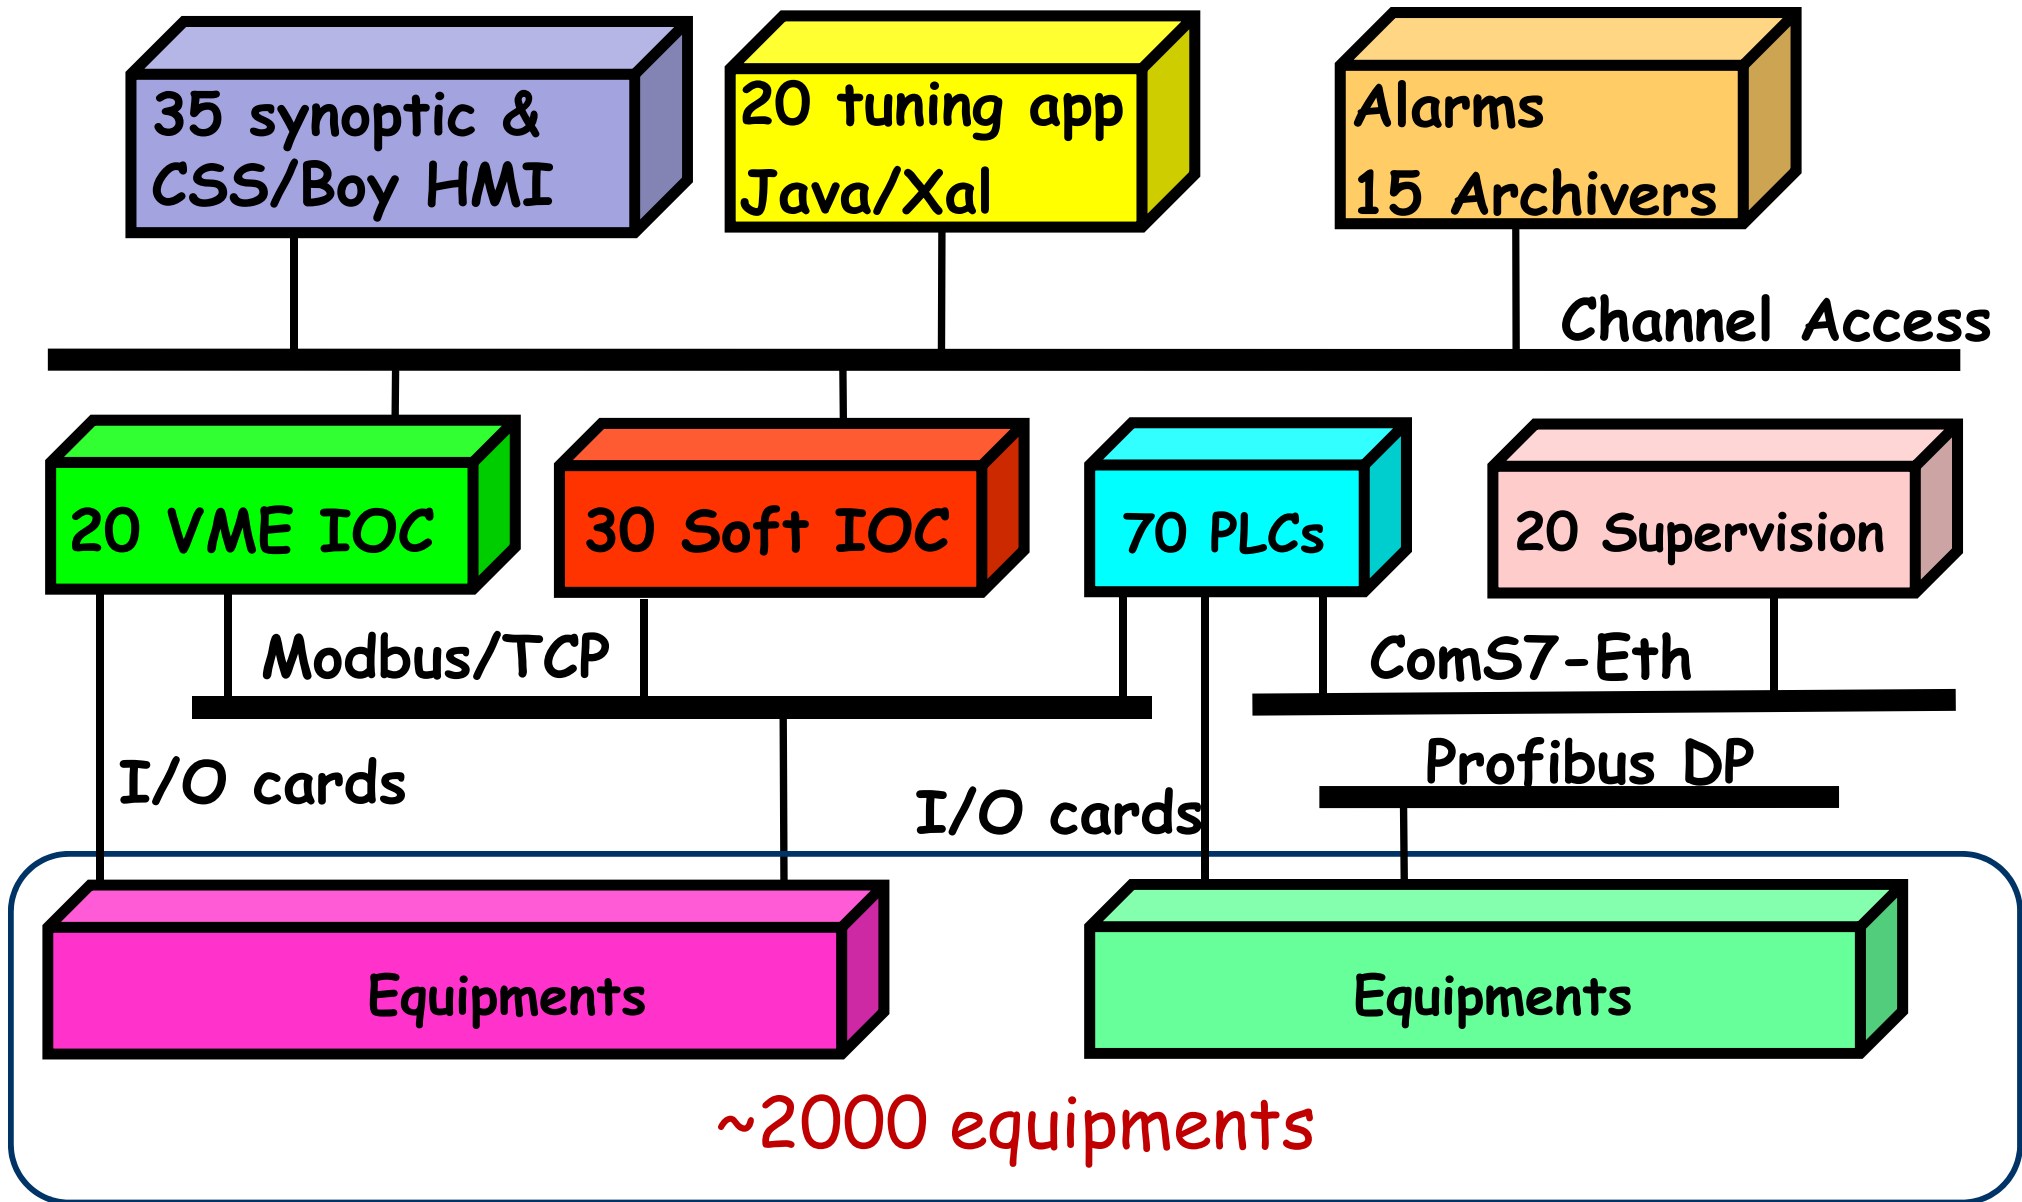 35 synoptic &
CSS/Boy HMI
20 tuning app
Java/Xal
Alarms
15 Archivers
Channel Access
20 VME IOC
30 Soft IOC
70 PLCs
20 Supervision
Modbus/TCP
ComS7-Eth
Profibus DP
I/O cards
I/O cards
Equipments
Equipments
~2000 equipments